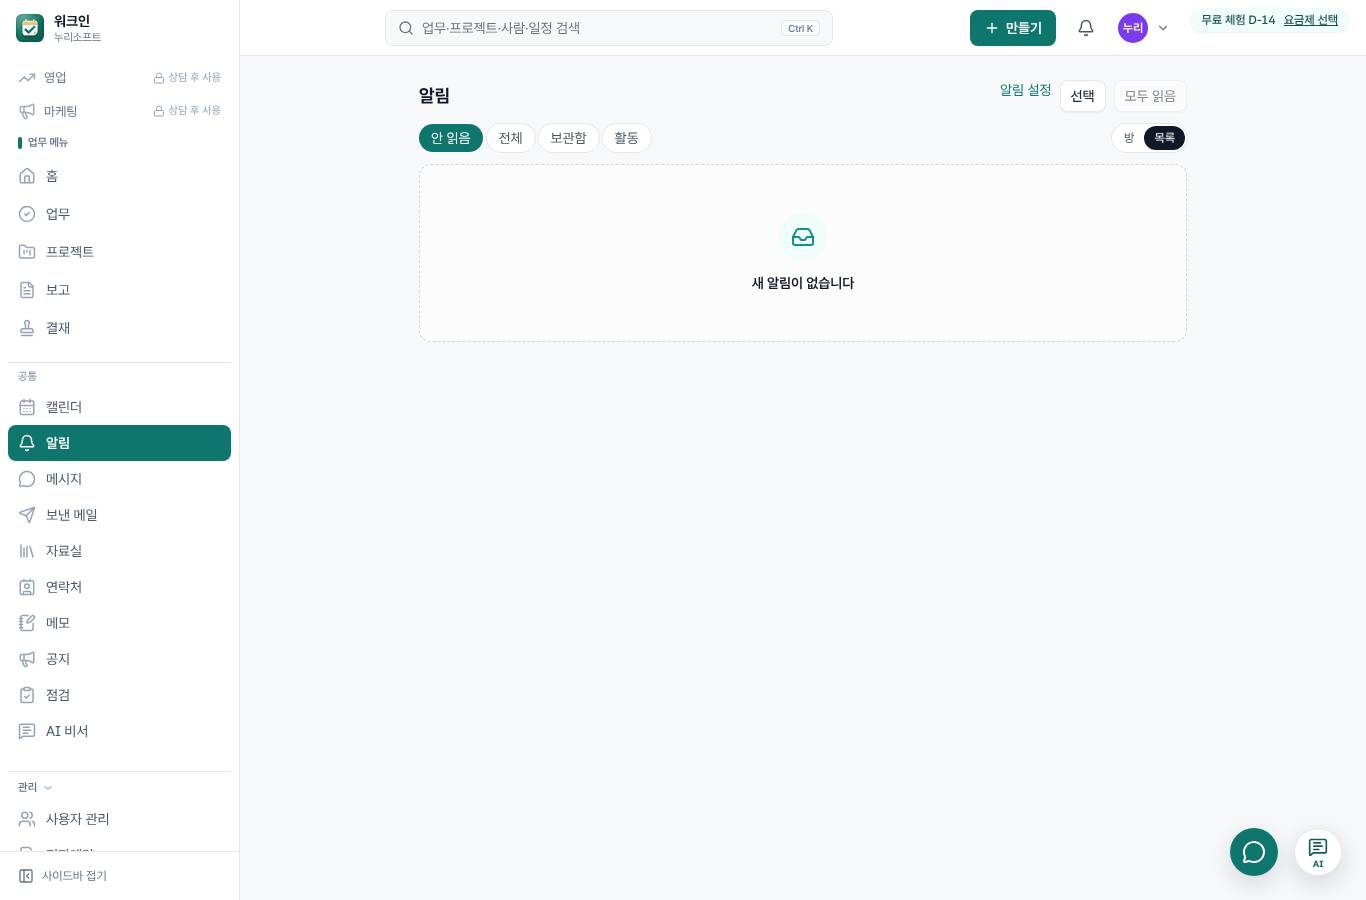 워크인
누리소프트
영업
상담 후 사용
마케팅
상담 후 사용
업무 메뉴
홈
업무
프로젝트
보고
결재
공통
캘린더
알림
메시지
보낸 메일
자료실
연락처
메모
공지
점검
AI 비서
관리
사용자 관리
사이드바 접기
업무·프로젝트·사람·일정 검색
Ctrl K
만들기
누리
무료 체험 D-14 요금제 선택
알림
알림 설정
선택
모두 읽음
안 읽음
전체
보관함
활동
방
목록
새 알림이 없습니다
AI